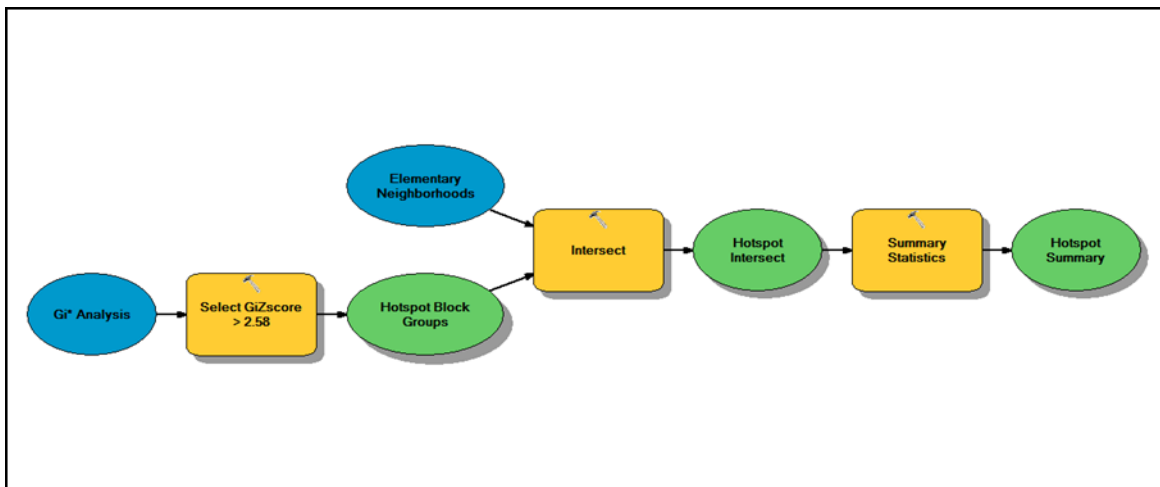 Elementary
Neighborhoods
Intersect
Hotspot
Intersect
Summary
Statistics
Hotspot
Summary
Gi* Analysis
Select GiZscore
> 2.58
Hotspot Block
Groups